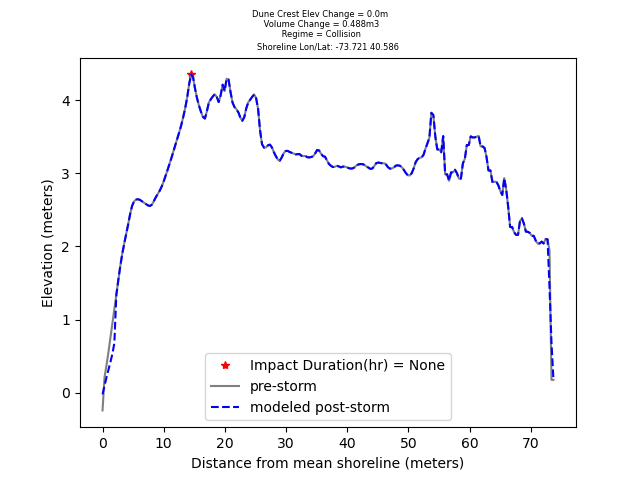 Dune Crest Elev Change = 0.0m
Volume Change = 0.488m3
Regime = Collision
Shoreline Lon/Lat: -73.721 40.586
4
3
2
1
0
Elevation (meters)
Impact Duration(hr) = None
pre-storm
modeled post-storm
0 10 20 30 40 50 60 70
Distance from mean shoreline (meters)